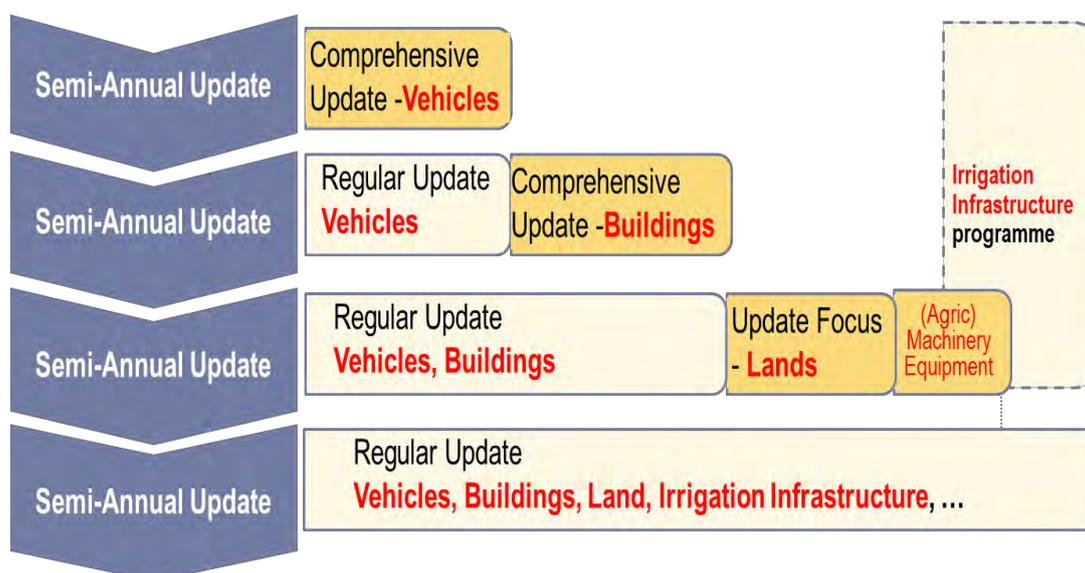 Semi-Annual Update
Comprehensive
Update -Vehicles
Semi-Annual Update
Regular Update
Vehicles
Comprehensive
Update -Buildings
Irrigation
Infrastructure
programme
Semi-Annual Update
Regular Update
Vehicles, Buildings
Update Focus
- Lands
(Agric)
Machinery
Equipment
Semi-Annual Update
Regular Update
Vehicles, Buildings, Land, Irrigation Infrastructure, ...